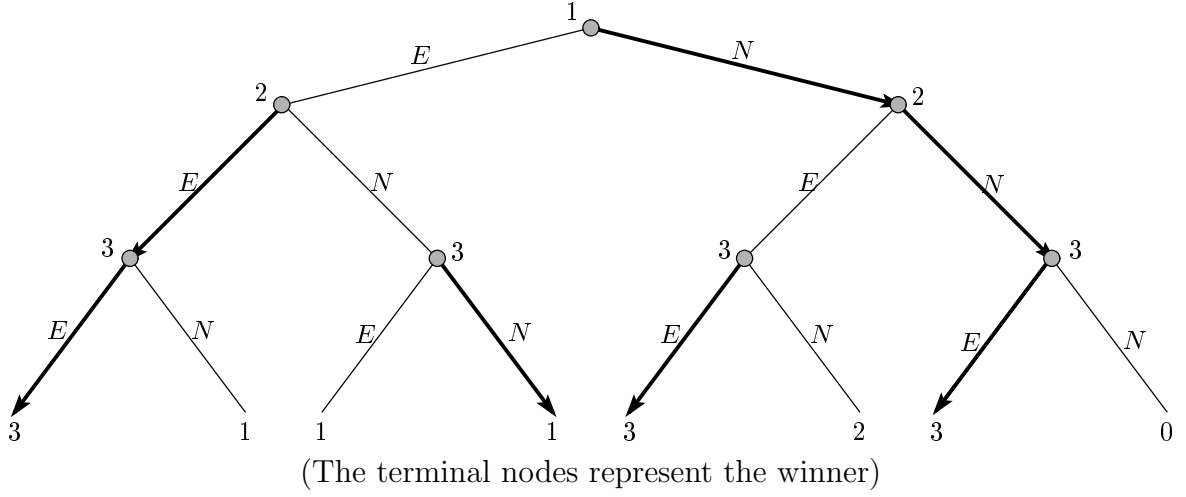 1
E N
2 2
E N E N
3 3 3 3
E N E N E N E N
3 1 1 1 3 2 3 0
(The terminal nodes represent the winner)